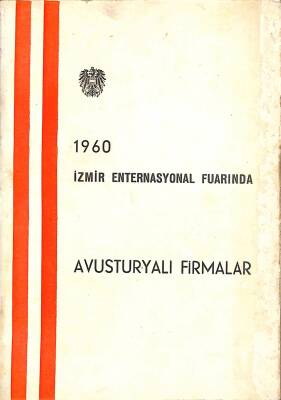 1960
İZMİR ENTERNASYONAL FUARINDA
AVUSTURYALI FİRMALAR